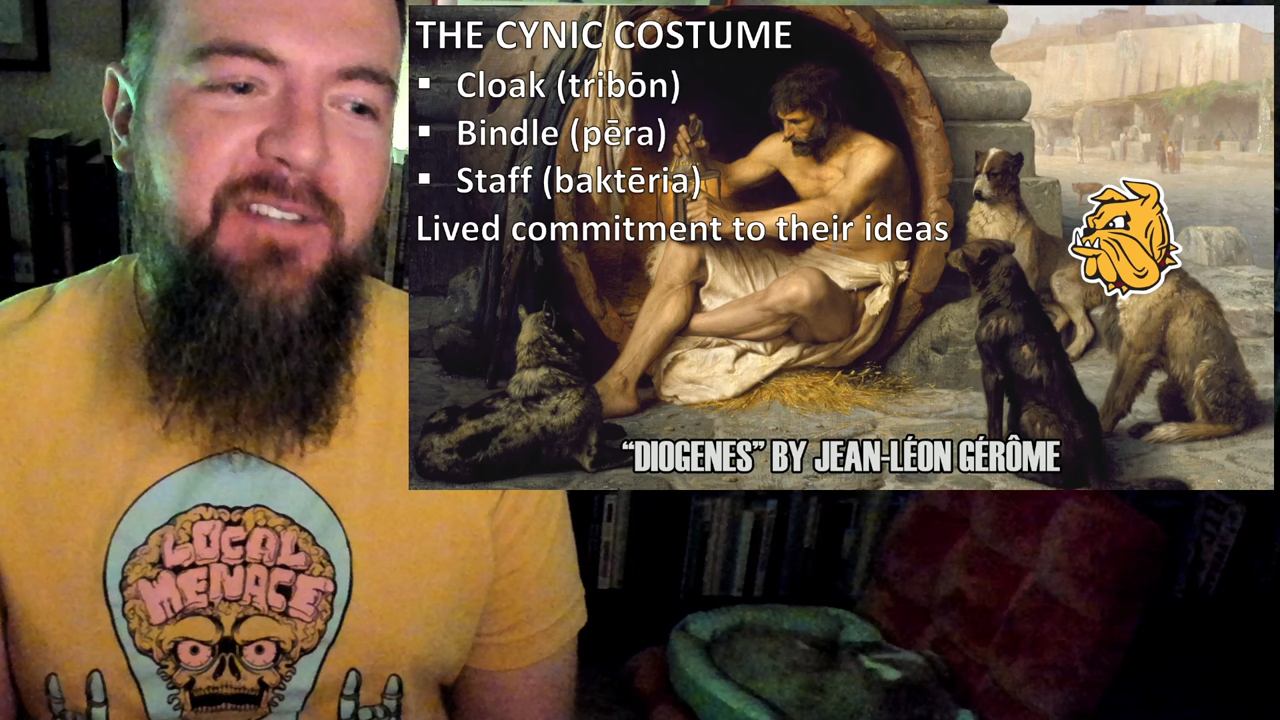 THE CYNIC COSTUME
▪ Cloak (tribōn)
▪ Bindle (pēra)
▪ Staff (baktēria)
Lived commitment to their ideas
“DIOGENES” BY JEAN-LÉON GÉRÔME
LOCAL
MENACE